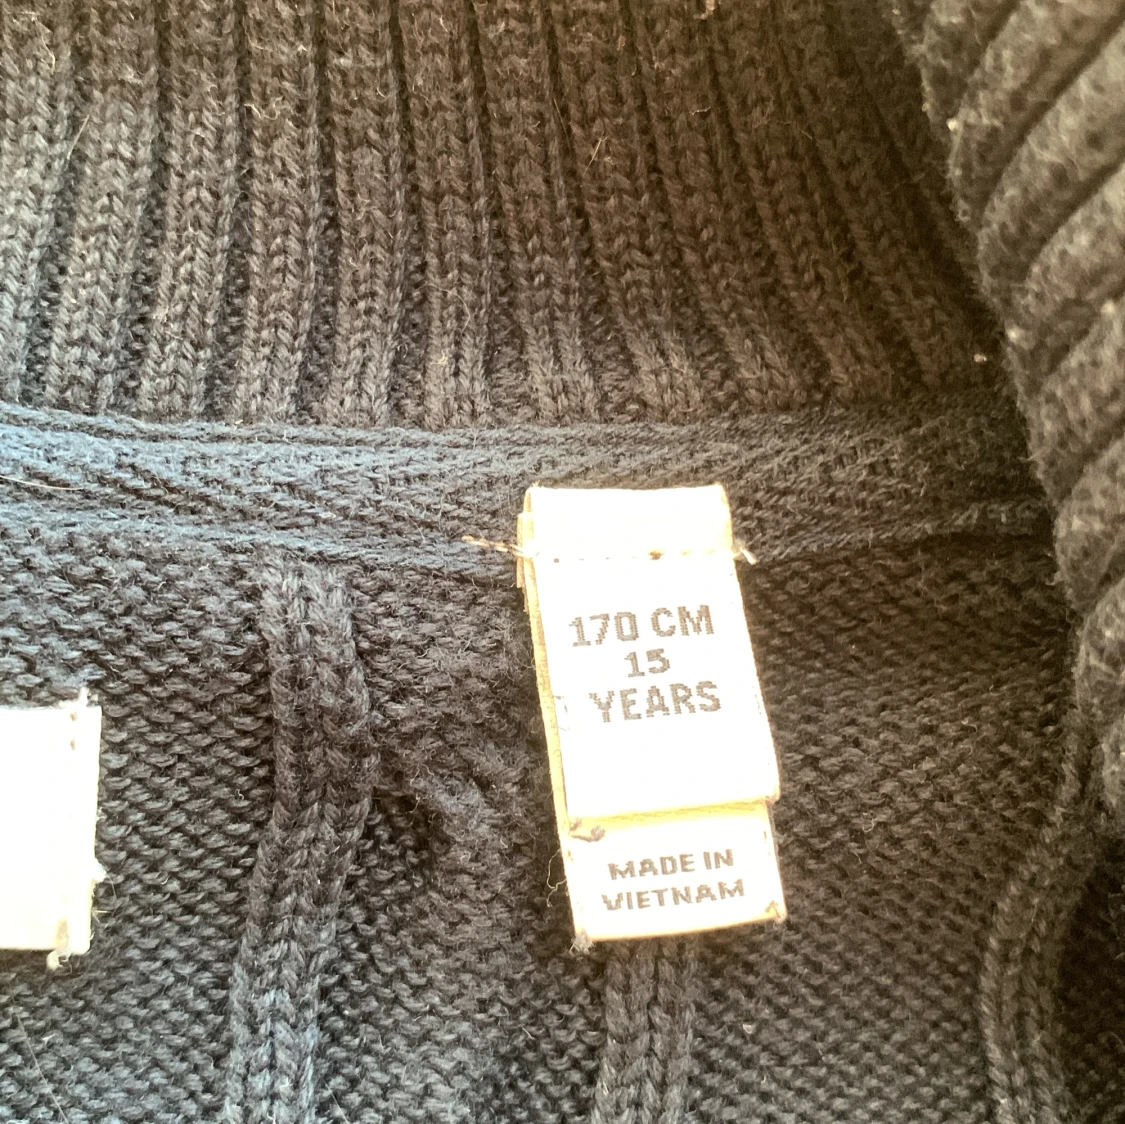 170 CM
15
YEARS
MADE IN
VIETNAM